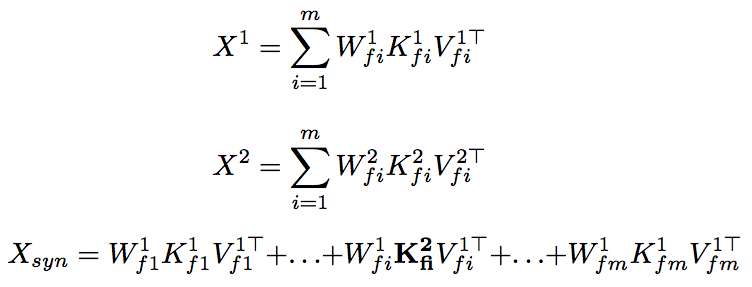 X^1 = \sum_{i=1}^{m} W_{fi}^1 K_{fi}^1 V_{fi}^{1\top}
X^2 = \sum_{i=1}^{m} W_{fi}^2 K_{fi}^2 V_{fi}^{2\top}
X_{syn} = W_{f1}^1 K_{f1}^1 V_{f1}^{1\top} + \ldots + W_{fi}^1 \mathbf{K_{fi}^2} V_{fi}^{1\top} + \ldots + W_{fm}^1 K_{fm}^1 V_{fm}^{1\top}